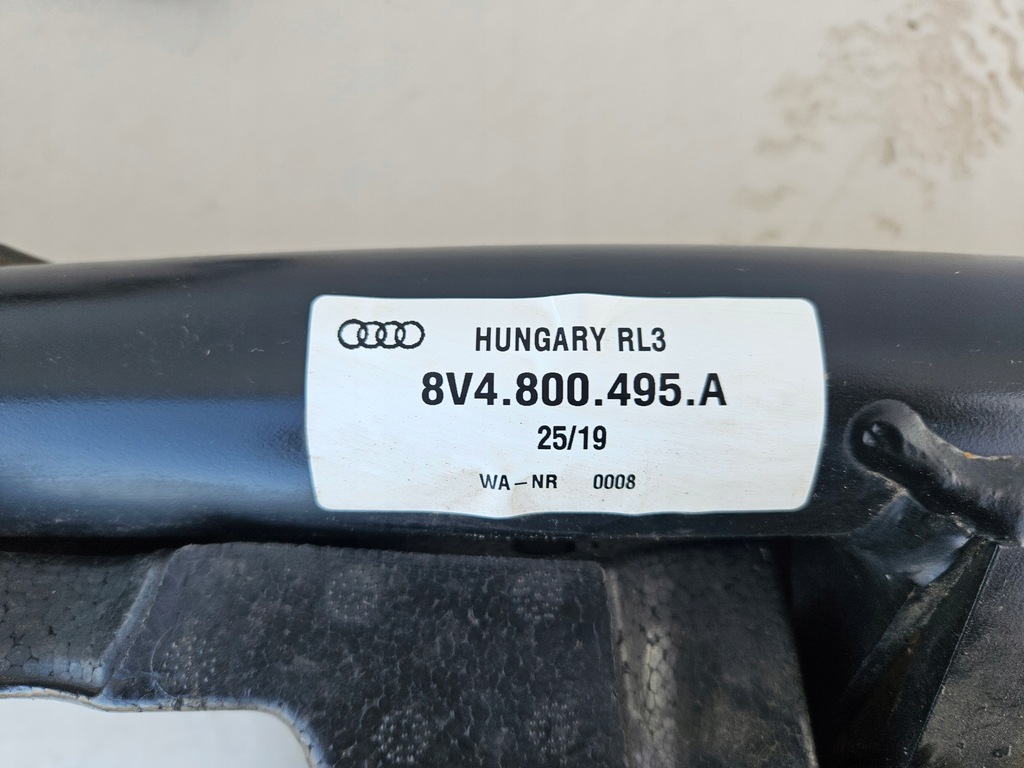 HUNGARY RL3
8V4.800.495.A
25/19
WA-NR 0008